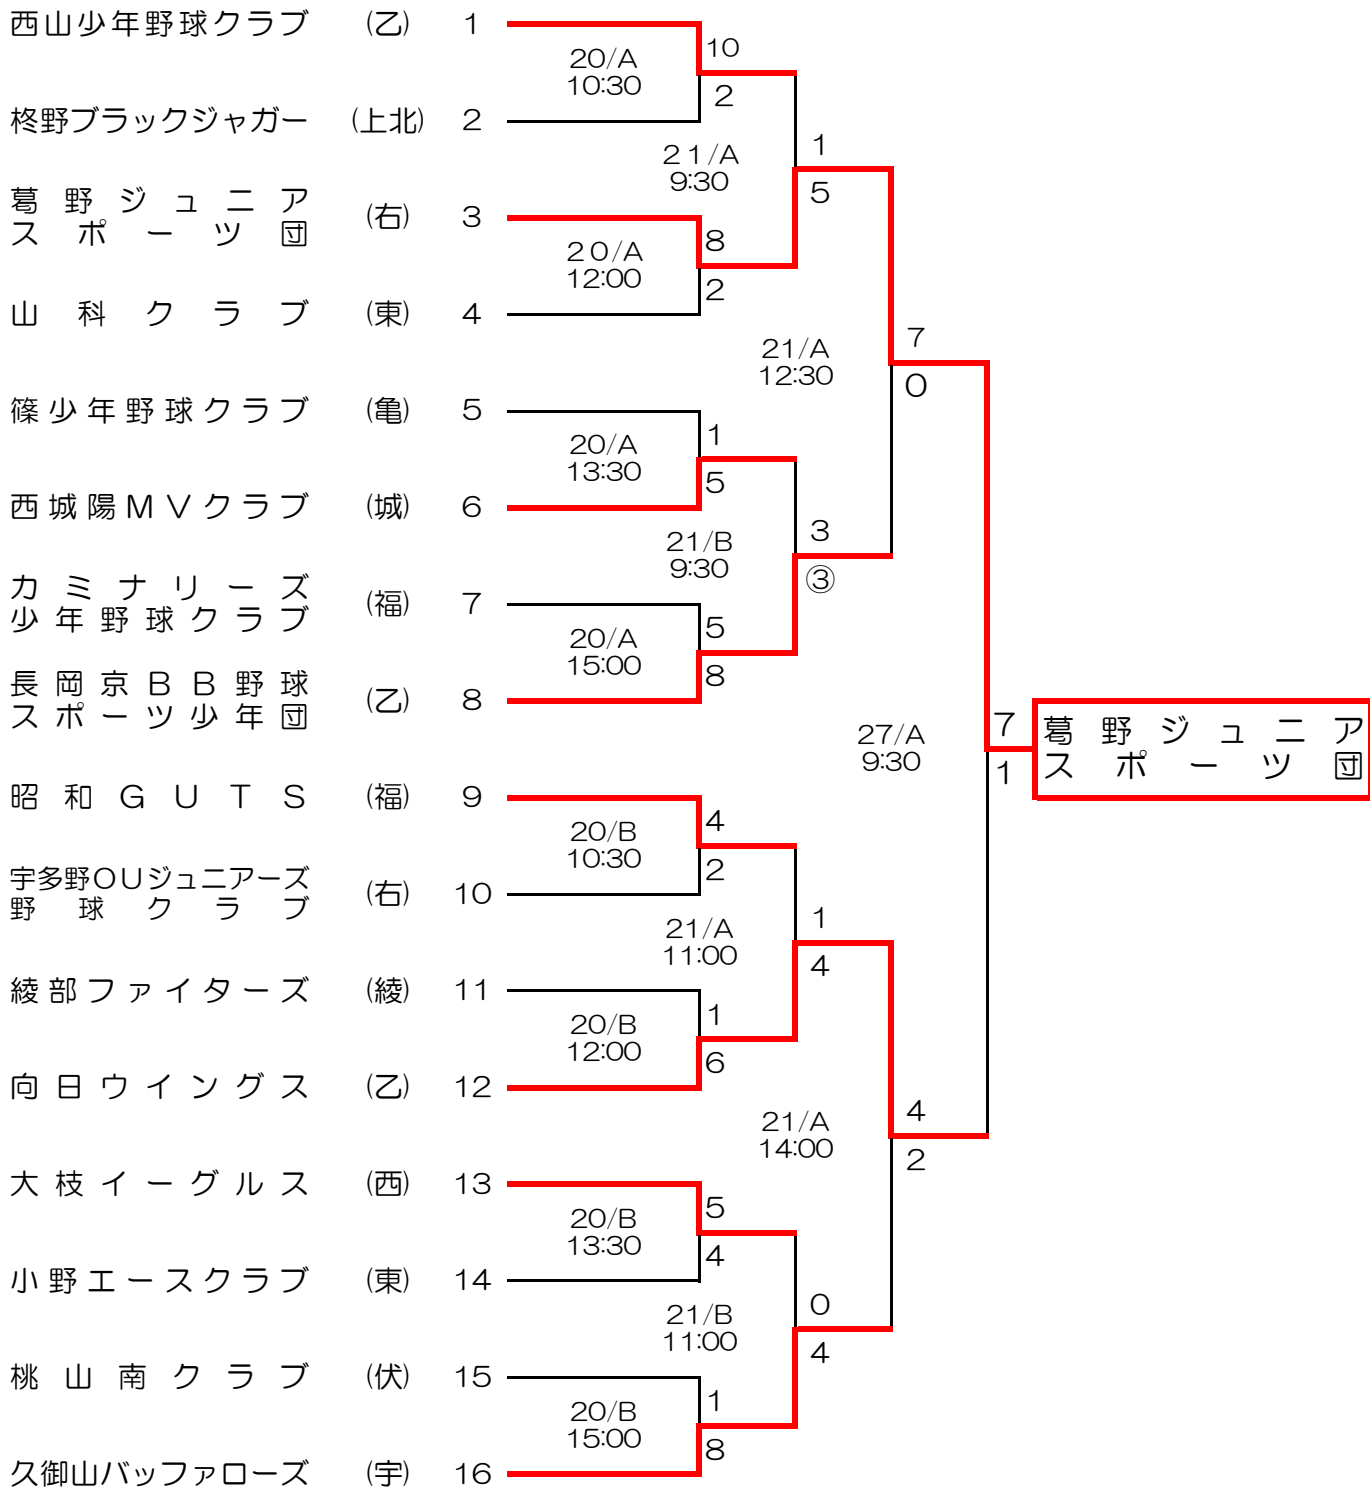 西山少年野球クラブ (乙) 1
10
20/A
10:30
2
柊野ブラックジャガー (上北) 2
1
21/A
9:30
5
葛野ジュニア
スポーツ団
(右) 3
8
20/A
12:00
2
山科クラブ (東) 4
7
21/A
12:30
0
篠少年野球クラブ (亀) 5
1
20/A
13:30
5
西城陽MVクラブ (城) 6
3
21/B
9:30
③
カミナリーズ
少年野球クラブ
(福) 7
5
20/A
15:00
8
長岡京BB野球
スポーツ少年団
(乙) 8
7
27/A
9:30
1
葛野ジュニア
スポーツ団
昭和GUTS (福) 9
4
20/B
10:30
2
宇多野OUジュニアーズ
野球クラブ
(右) 10
1
21/A
11:00
4
綾部ファイターズ (綾) 11
1
20/B
12:00
6
向日ウイングス (乙) 12
4
21/A
14:00
2
大枝イーグルス (西) 13
5
20/B
13:30
4
小野エースクラブ (東) 14
0
21/B
11:00
4
桃山南クラブ (伏) 15
1
20/B
15:00
8
久御山バッファローズ (宇) 16